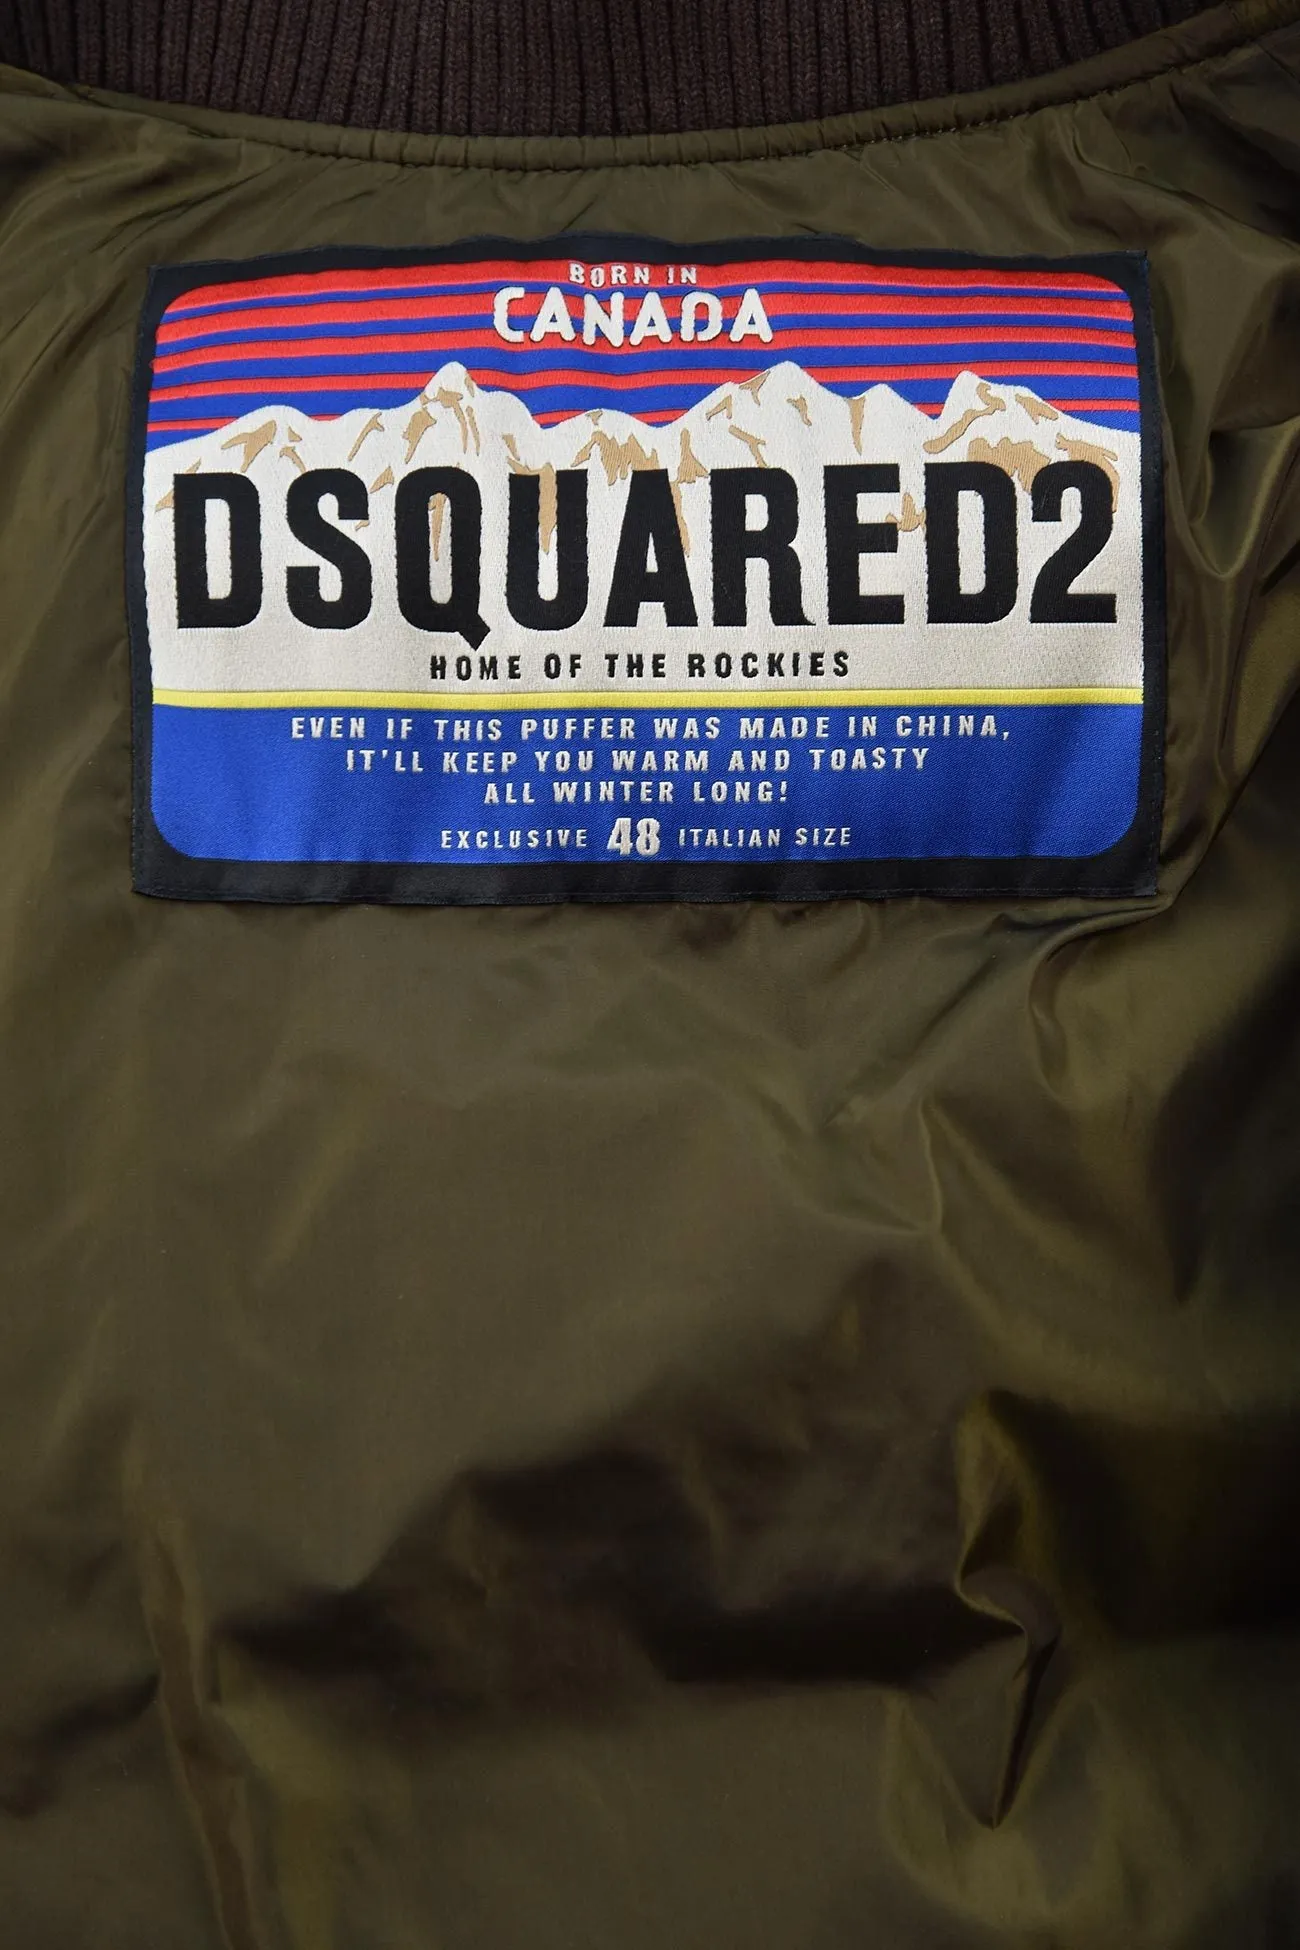 BORN IN
CANADA
DSQUARED2
HOME OF THE ROCKIES
EVEN IF THIS PUFFER WAS MADE IN CHINA,
IT'LL KEEP YOU WARM AND TOASTY
ALL WINTER LONG!
EXCLUSIVE 48 ITALIAN SIZE